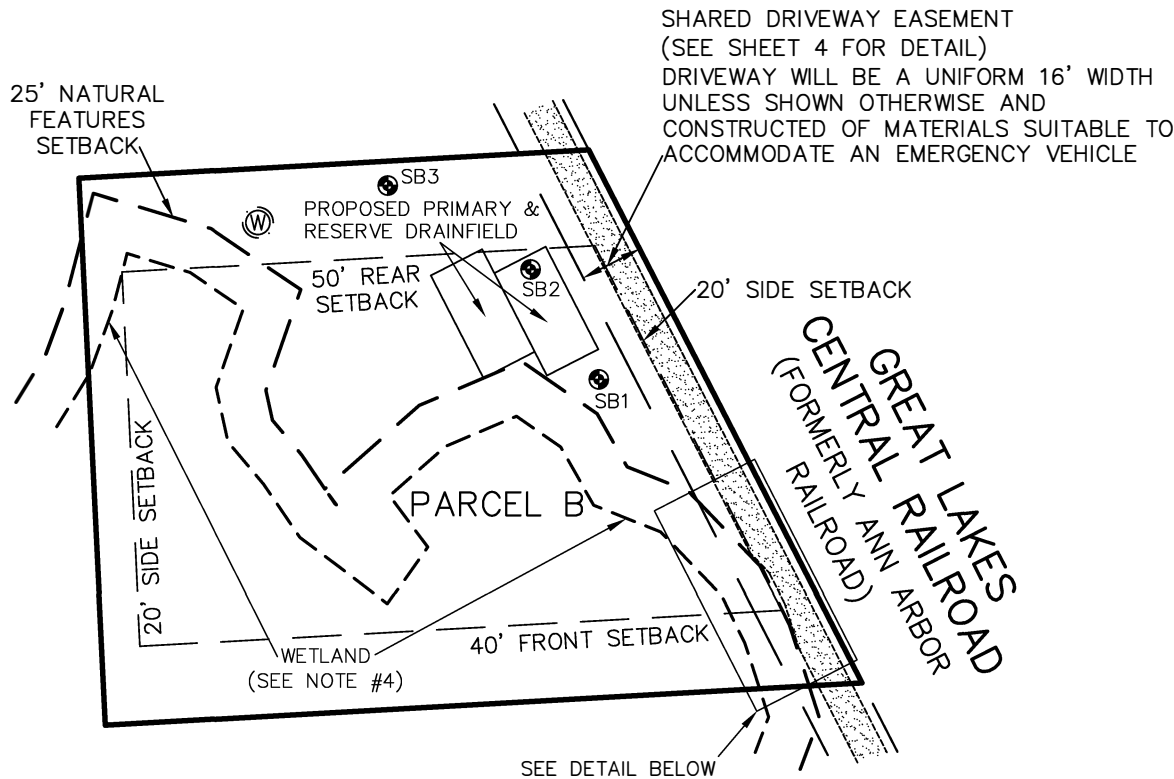 SHARED DRIVEWAY EASEMENT
(SEE SHEET 4 FOR DETAIL)
DRIVEWAY WILL BE A UNIFORM 16' WIDTH
UNLESS SHOWN OTHERWISE AND
CONSTRUCTED OF MATERIALS SUITABLE TO
ACCOMMODATE AN EMERGENCY VEHICLE
25' NATURAL
FEATURES
SETBACK
SB3
W
PROPOSED PRIMARY &
RESERVE DRAINFIELD
50' REAR
SETBACK
SB2
20' SIDE SETBACK
SB1
GREAT LAKES
CENTRAL RAILROAD
(FORMERLY ANN ARBOR
RAILROAD)
20' SIDE SETBACK
PARCEL B
40' FRONT SETBACK
WETLAND
(SEE NOTE #4)
SEE DETAIL BELOW